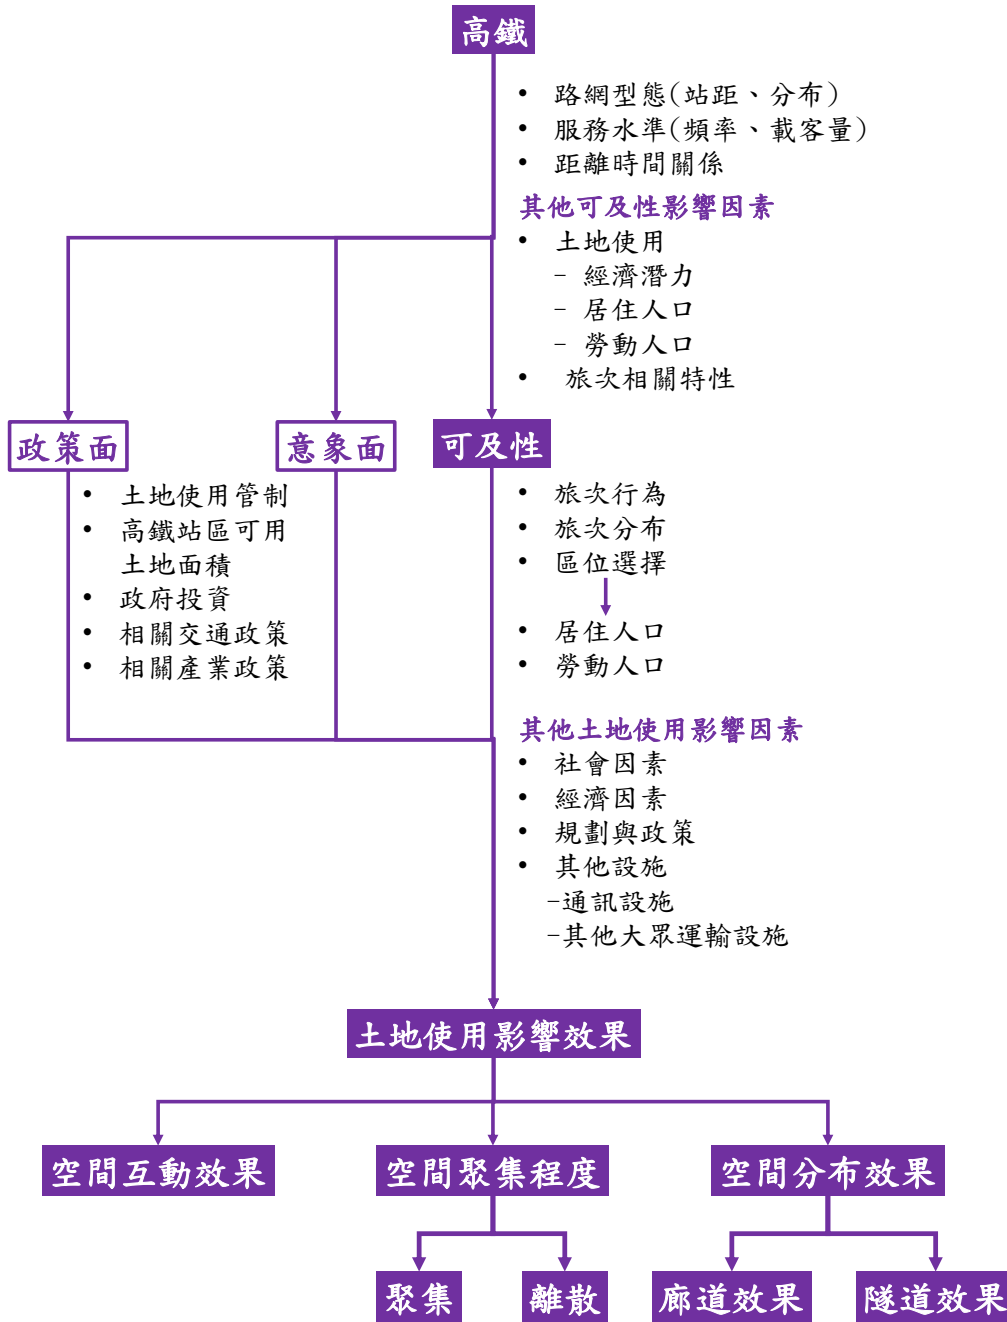 高鐵
• 路網型態(站距、分布)
• 服務水準(頻率、載客量)
• 距離時間關係
其他可及性影響因素
• 土地使用
- 經濟潛力
- 居住人口
- 勞動人口
• 旅次相關特性
政策面
意象面
可及性
• 土地使用管制
• 高鐵站區可用
土地面積
• 政府投資
• 相關交通政策
• 相關產業政策
• 旅次行為
• 旅次分布
• 區位選擇
• 居住人口
• 勞動人口
其他土地使用影響因素
• 社會因素
• 經濟因素
• 規劃與政策
• 其他設施
-通訊設施
-其他大眾運輸設施
土地使用影響效果
空間互動效果
空間聚集程度
空間分布效果
聚集
離散
廊道效果
隧道效果